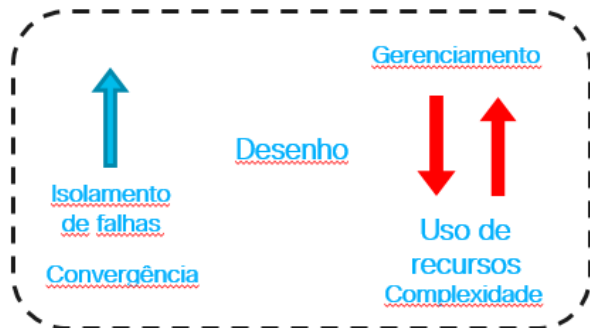 Gerenciamento
Desenho
Isolamento
de falhas
Convergência
Uso de
recursos
Complexidade